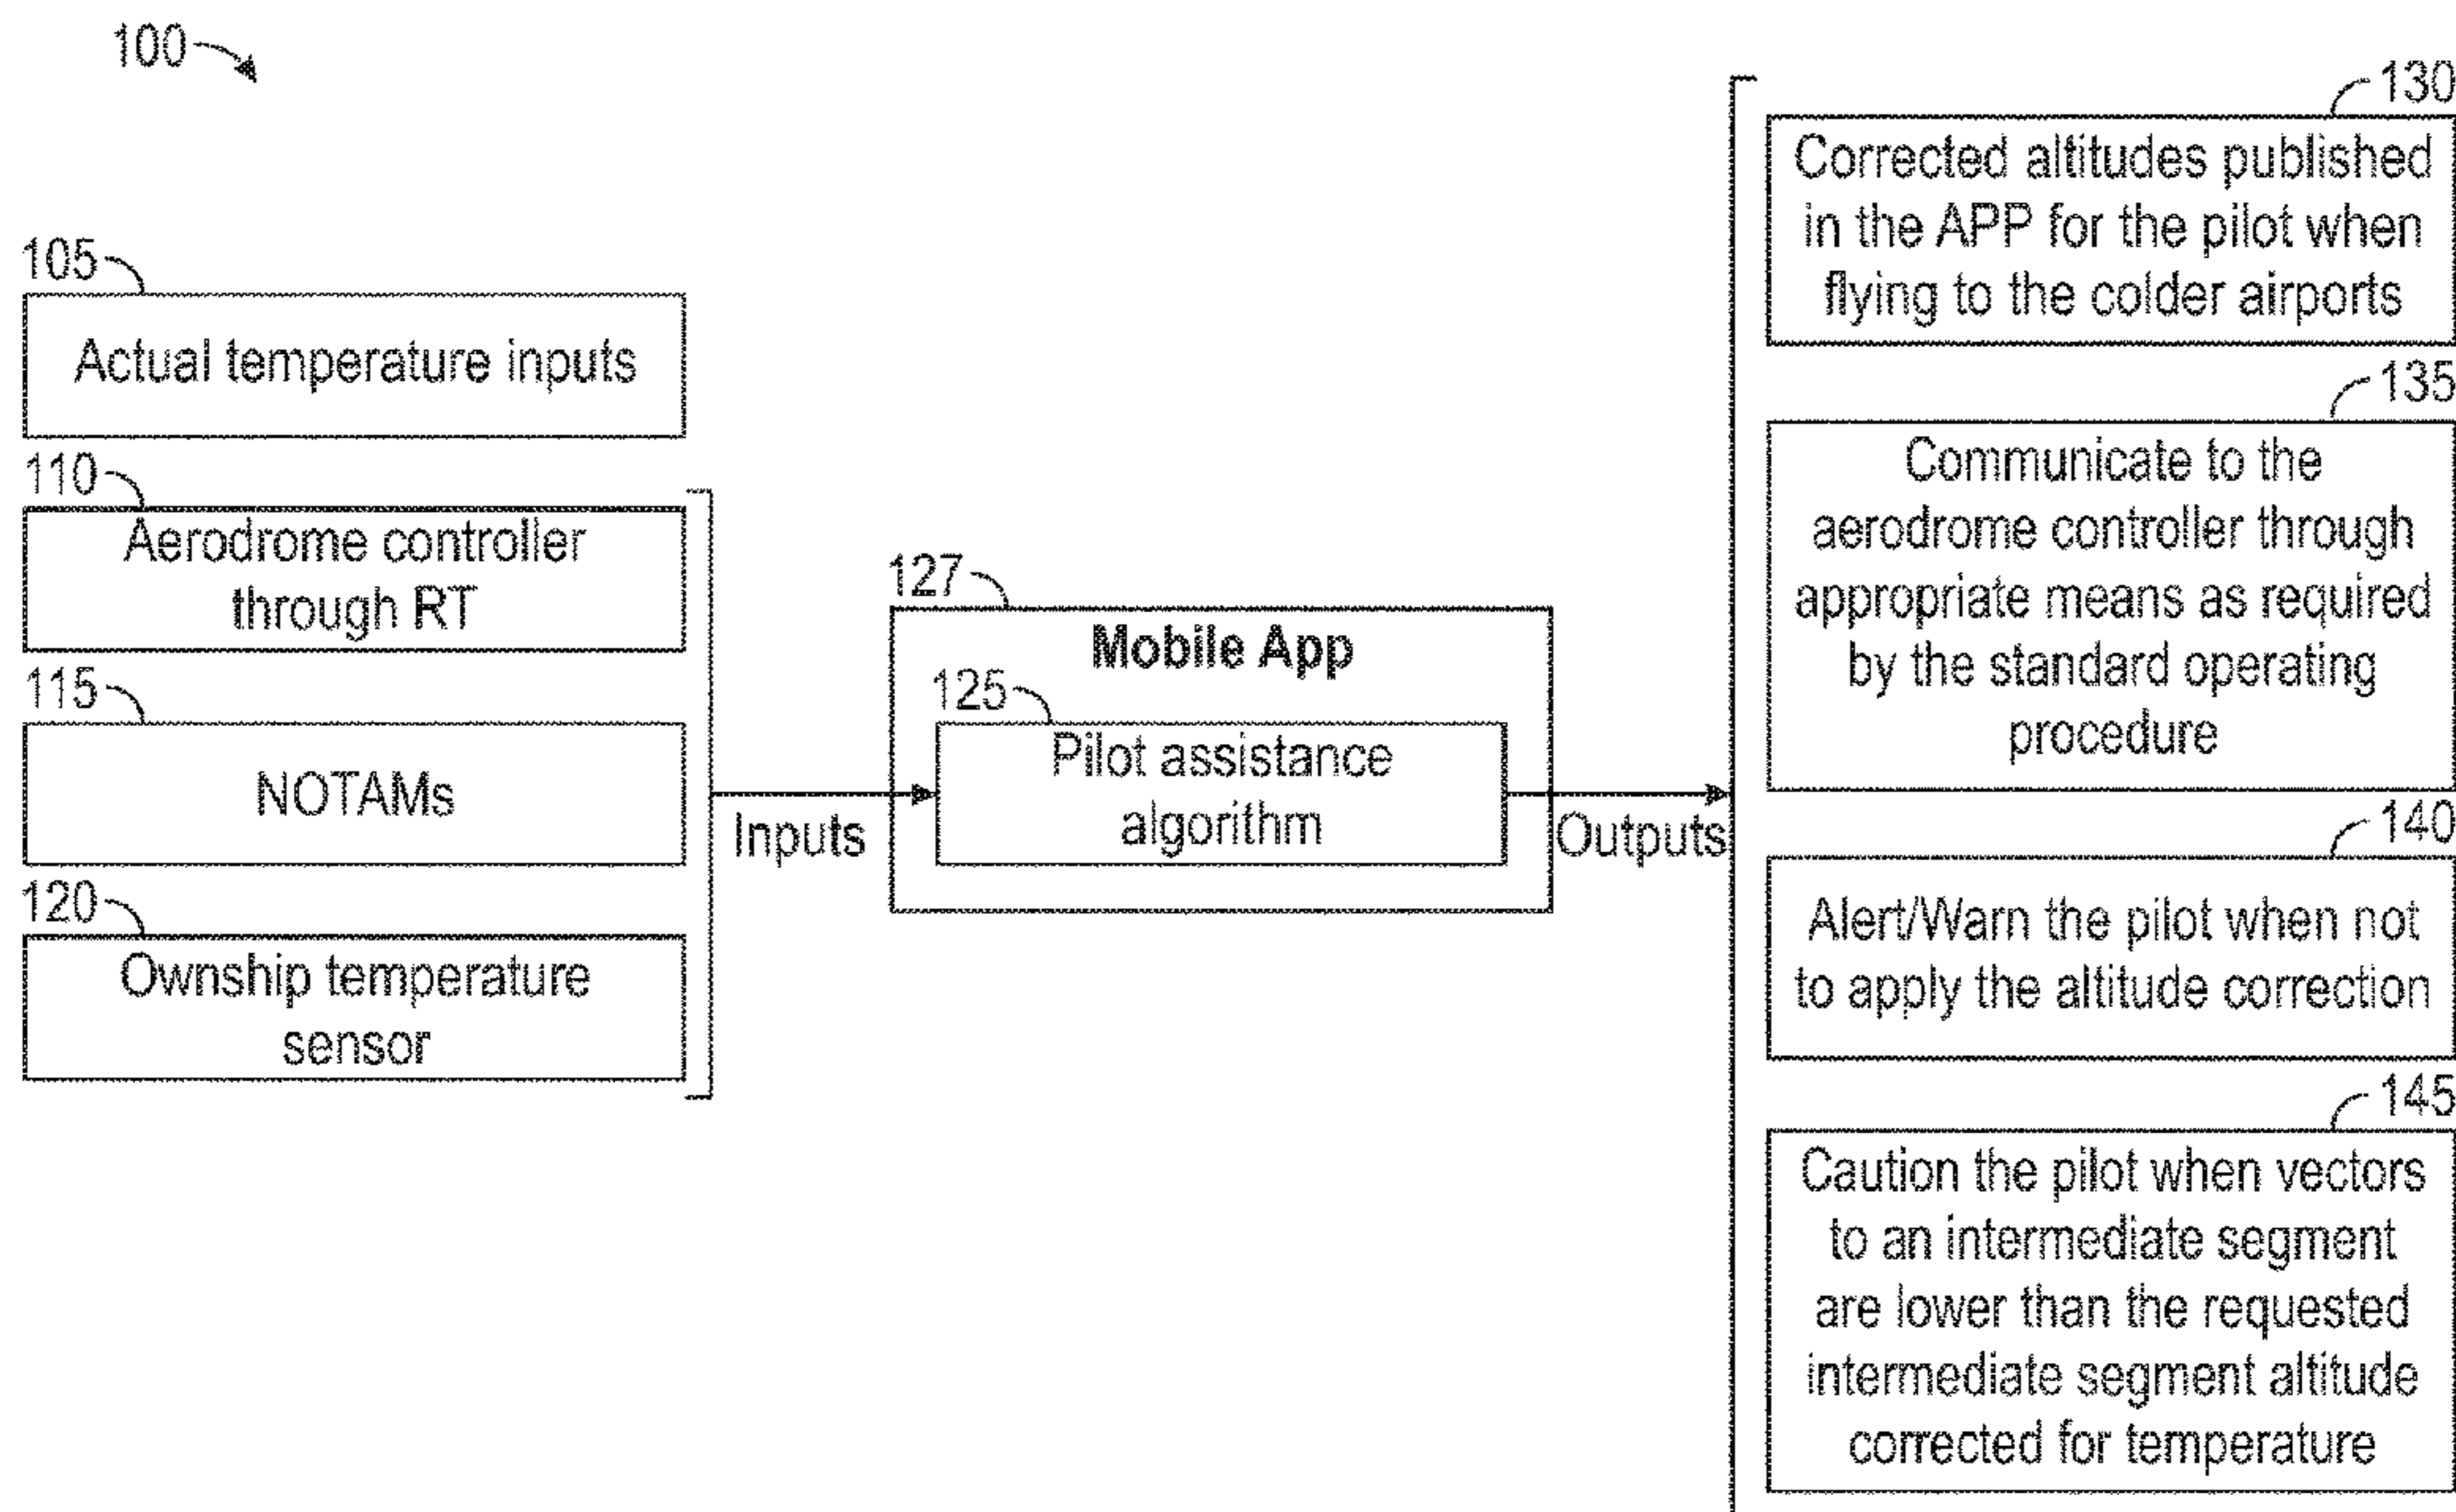 100
105
Actual temperature inputs
110
Aerodrome controller
through RT
115
NOTAMs
120
Ownship temperature
sensor
Inputs
127
Mobile App
125
Pilot assistance
algorithm
Outputs
130
Corrected altitudes published
in the APP for the pilot when
flying to the colder airports
135
Communicate to the
aerodrome controller through
appropriate means as required
by the standard operating
procedure
140
Alert/Warn the pilot when not
to apply the altitude correction
145
Caution the pilot when vectors
to an intermediate segment
are lower than the requested
intermediate segment altitude
corrected for temperature